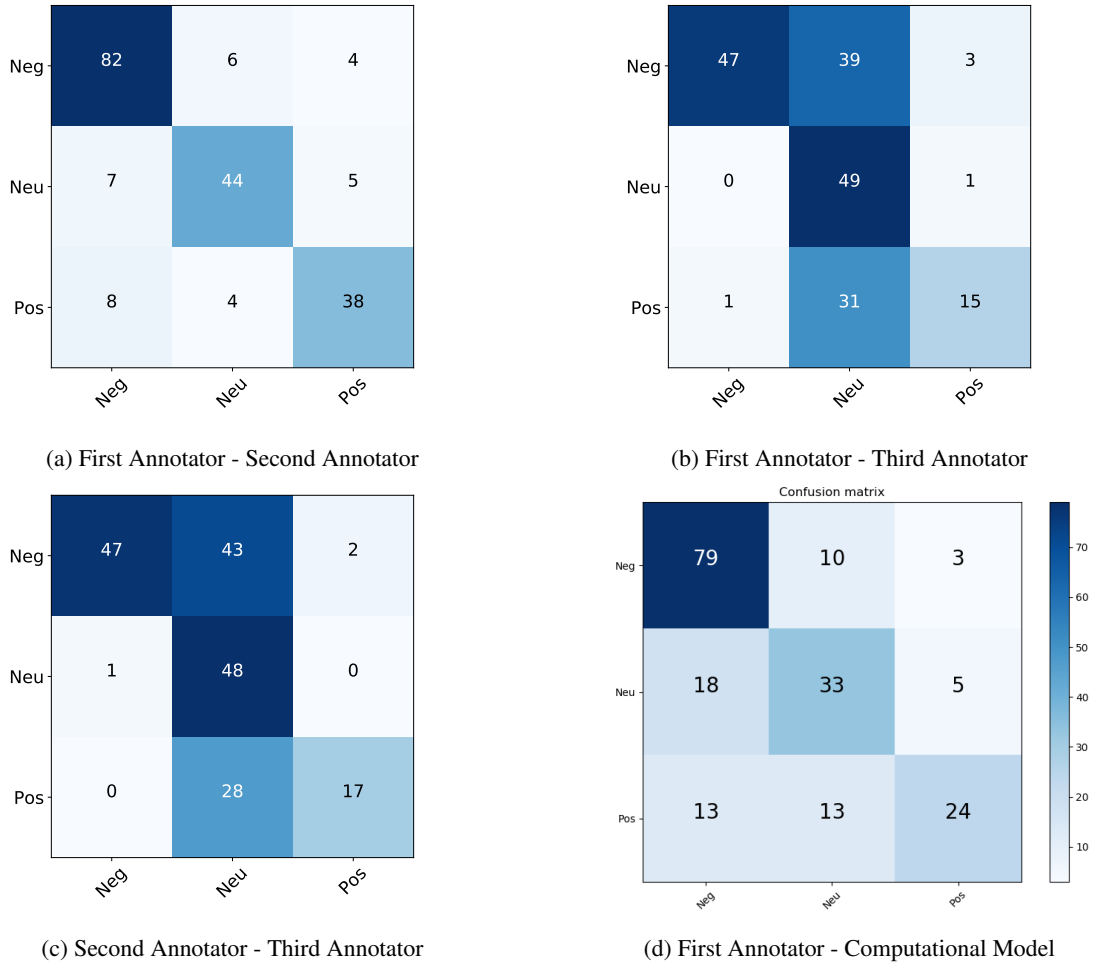 Neg 82 6 4
Neu 7 44 5
Pos 8 4 38
Neg Neu Pos
(a) First Annotator - Second Annotator
Neg 47 39 3
Neu 0 49 1
Pos 1 31 15
Neg Neu Pos
(b) First Annotator - Third Annotator
Neg 47 43 2
Neu 1 48 0
Pos 0 28 17
Neg Neu Pos
(c) Second Annotator - Third Annotator
Confusion matrix
Neg 79 10 3
Neu 18 33 5
Pos 13 13 24
Neg Neu Pos
70
60
50
40
30
20
10
(d) First Annotator - Computational Model